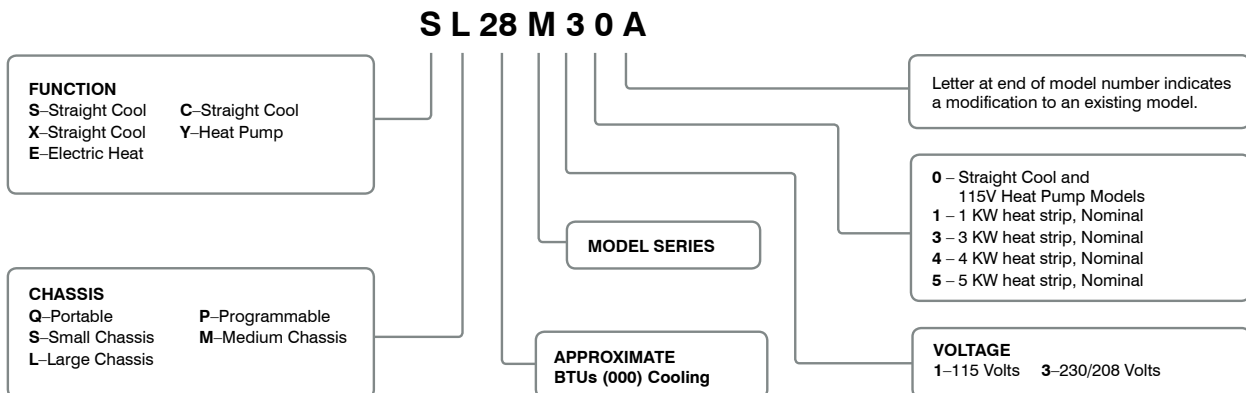 S L 28 M 3 0 A
FUNCTION
S–Straight Cool C–Straight Cool
X–Straight Cool Y–Heat Pump
E–Electric Heat
CHASSIS
Q–Portable P–Programmable
S–Small Chassis M–Medium Chassis
L–Large Chassis
MODEL SERIES
APPROXIMATE
BTUs (000) Cooling
Letter at end of model number indicates
a modification to an existing model.
0 – Straight Cool and
115V Heat Pump Models
1 – 1 KW heat strip, Nominal
3 – 3 KW heat strip, Nominal
4 – 4 KW heat strip, Nominal
5 – 5 KW heat strip, Nominal
VOLTAGE
1–115 Volts 3–230/208 Volts